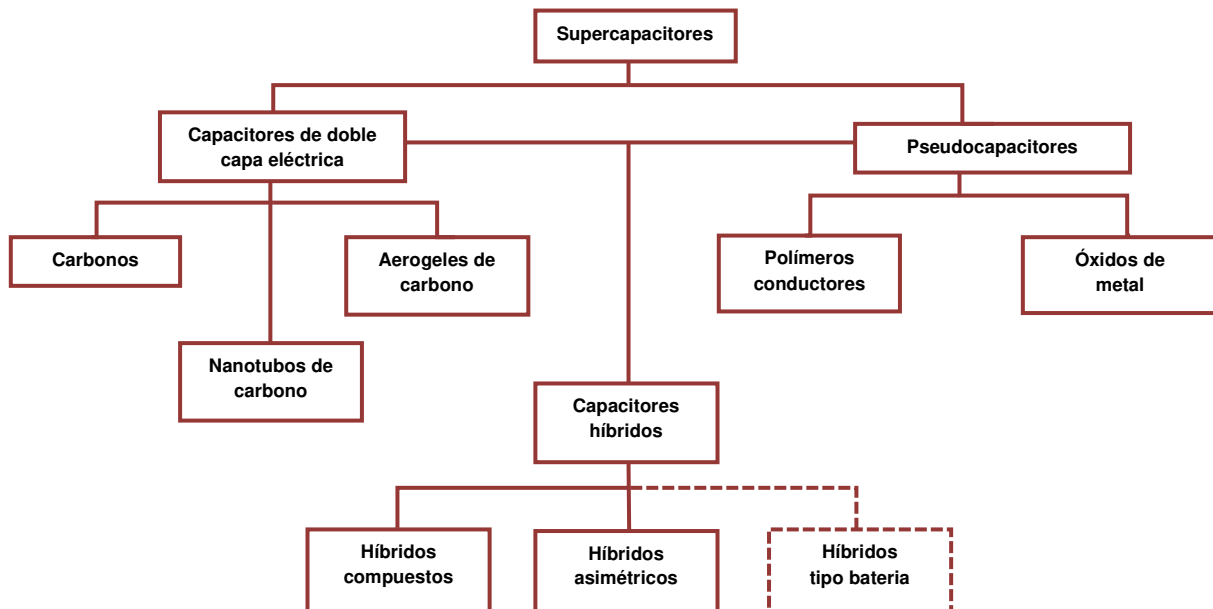 Supercapacitores
Capacitores de doble
capa eléctrica
Pseudocapacitores
Carbonos
Aerogeles de
carbono
Polímeros
conductores
Óxidos de
metal
Nanotubos de
carbono
Capacitores
híbridos
Híbridos
compuestos
Híbridos
asimétricos
Híbridos
tipo bateria